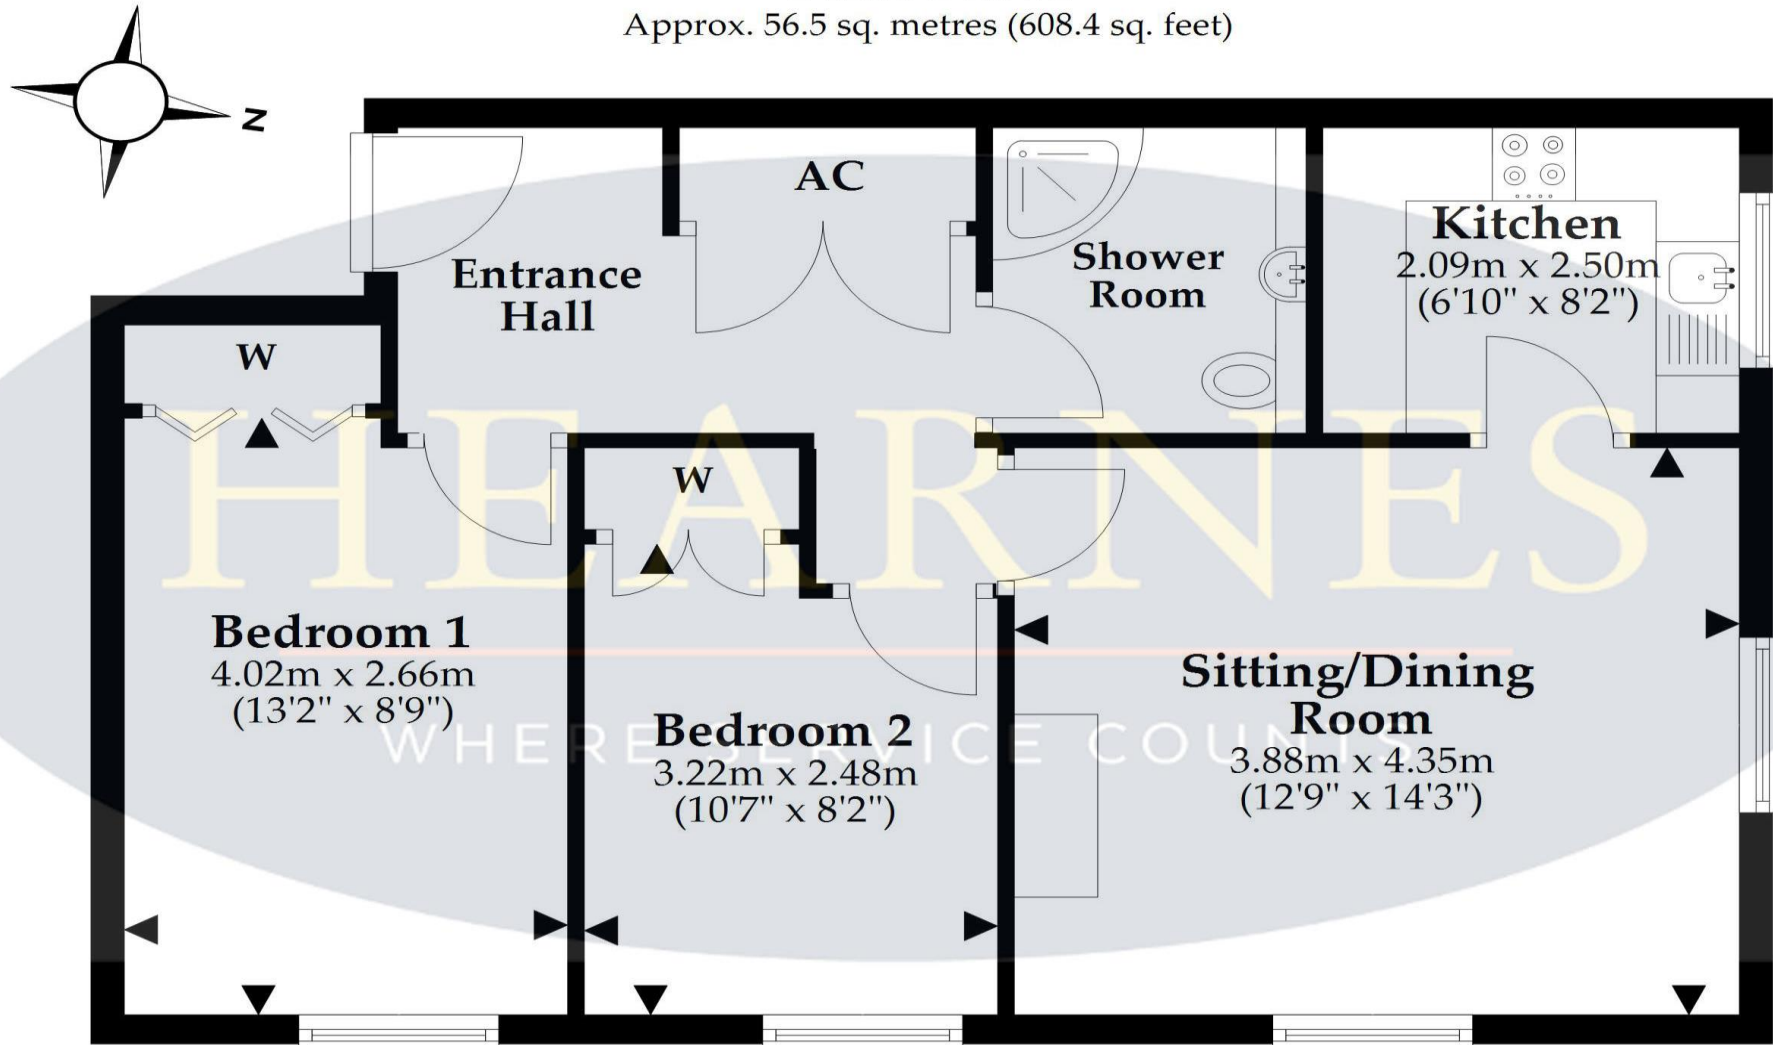 Approx. 56.5 sq. metres (608.4 sq. feet)
N
AC
Entrance
Hall
Shower
Room
Kitchen
2.09m x 2.50m
(6'10" x 8'2")
W
W
HEARNES
WHERE SERVICE COUNTS
Bedroom 1
4.02m x 2.66m
(13'2" x 8'9")
Bedroom 2
3.22m x 2.48m
(10'7" x 8'2")
Sitting/Dining
Room
3.88m x 4.35m
(12'9" x 14'3")